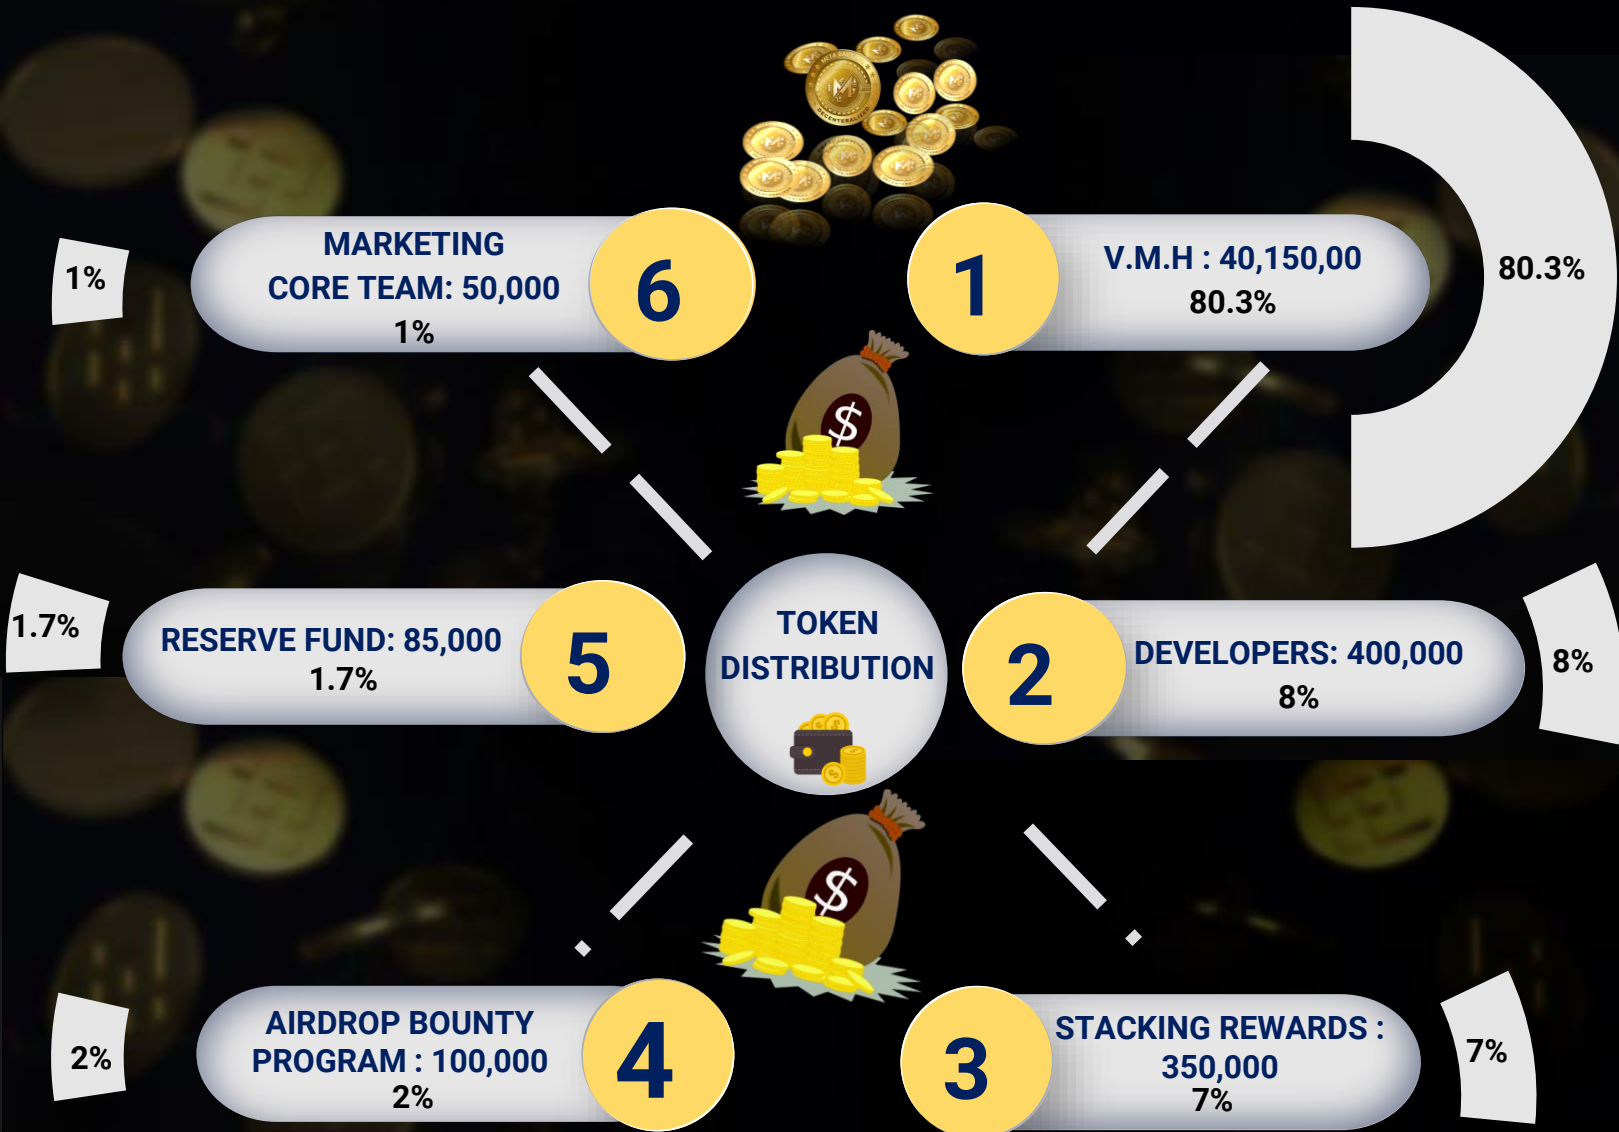 1
V.M.H : 40,150,00
80.3%
80.3%
2
DEVELOPERS: 400,000
8%
8%
3
STACKING REWARDS :
350,000
7%
7%
4
AIRDROP BOUNTY
PROGRAM : 100,000
2%
2%
5
RESERVE FUND: 85,000
1.7%
1.7%
6
MARKETING
CORE TEAM: 50,000
1%
1%
TOKEN
DISTRIBUTION
$
$
DECENTERALIZED